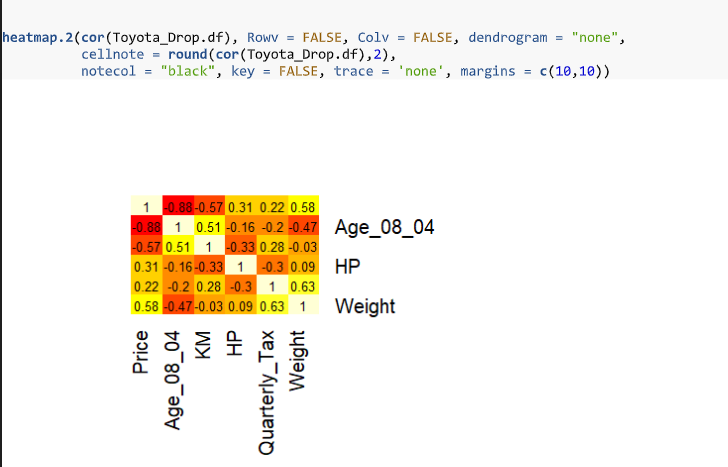 heatmap.2(cor(Toyota_Drop.df), Rowv = FALSE, Colv = FALSE, dendrogram = "none",
cellnote = round(cor(Toyota_Drop.df),2),
notecol = "black", key = FALSE, trace = 'none', margins = c(10,10))
1 -0.88 -0.57 0.31 0.22 0.58
-0.88 1 0.51 -0.16 -0.2 -0.47 Age_08_04
-0.57 0.51 1 -0.33 0.28 -0.03
0.31 -0.16 -0.33 1 -0.3 0.09 HP
0.22 -0.2 0.28 -0.3 1 0.63
0.58 -0.47 -0.03 0.09 0.63 1 Weight
Price
Age_08_04
KM
HP
Quarterly_Tax
Weight